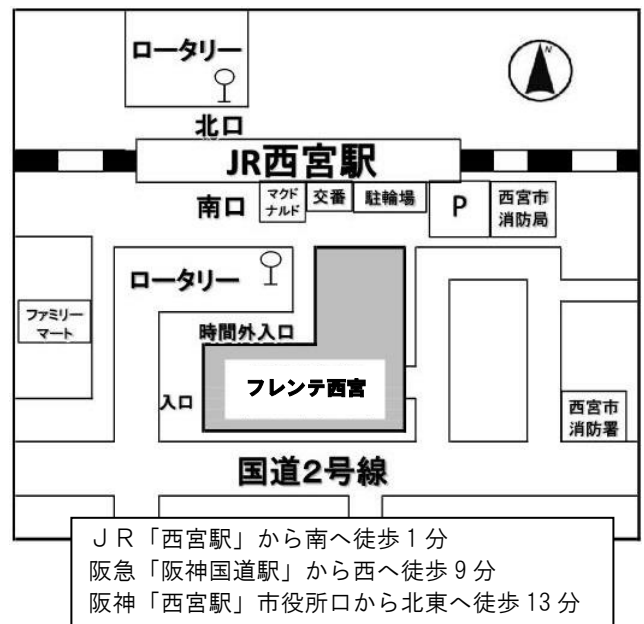 ロータリー
N
北口
JR西宮駅
南口
マクド
ナルド
交番
駐輪場
P
西宮市
消防局
ロータリー
ファミリー
マート
時間外入口
フレンテ西宮
入口
西宮市
消防署
国道2号線
ＪＲ「西宮駅」から南へ徒歩1分
阪急「阪神国道駅」から西へ徒歩9分
阪神「西宮駅」市役所口から北東へ徒歩13分